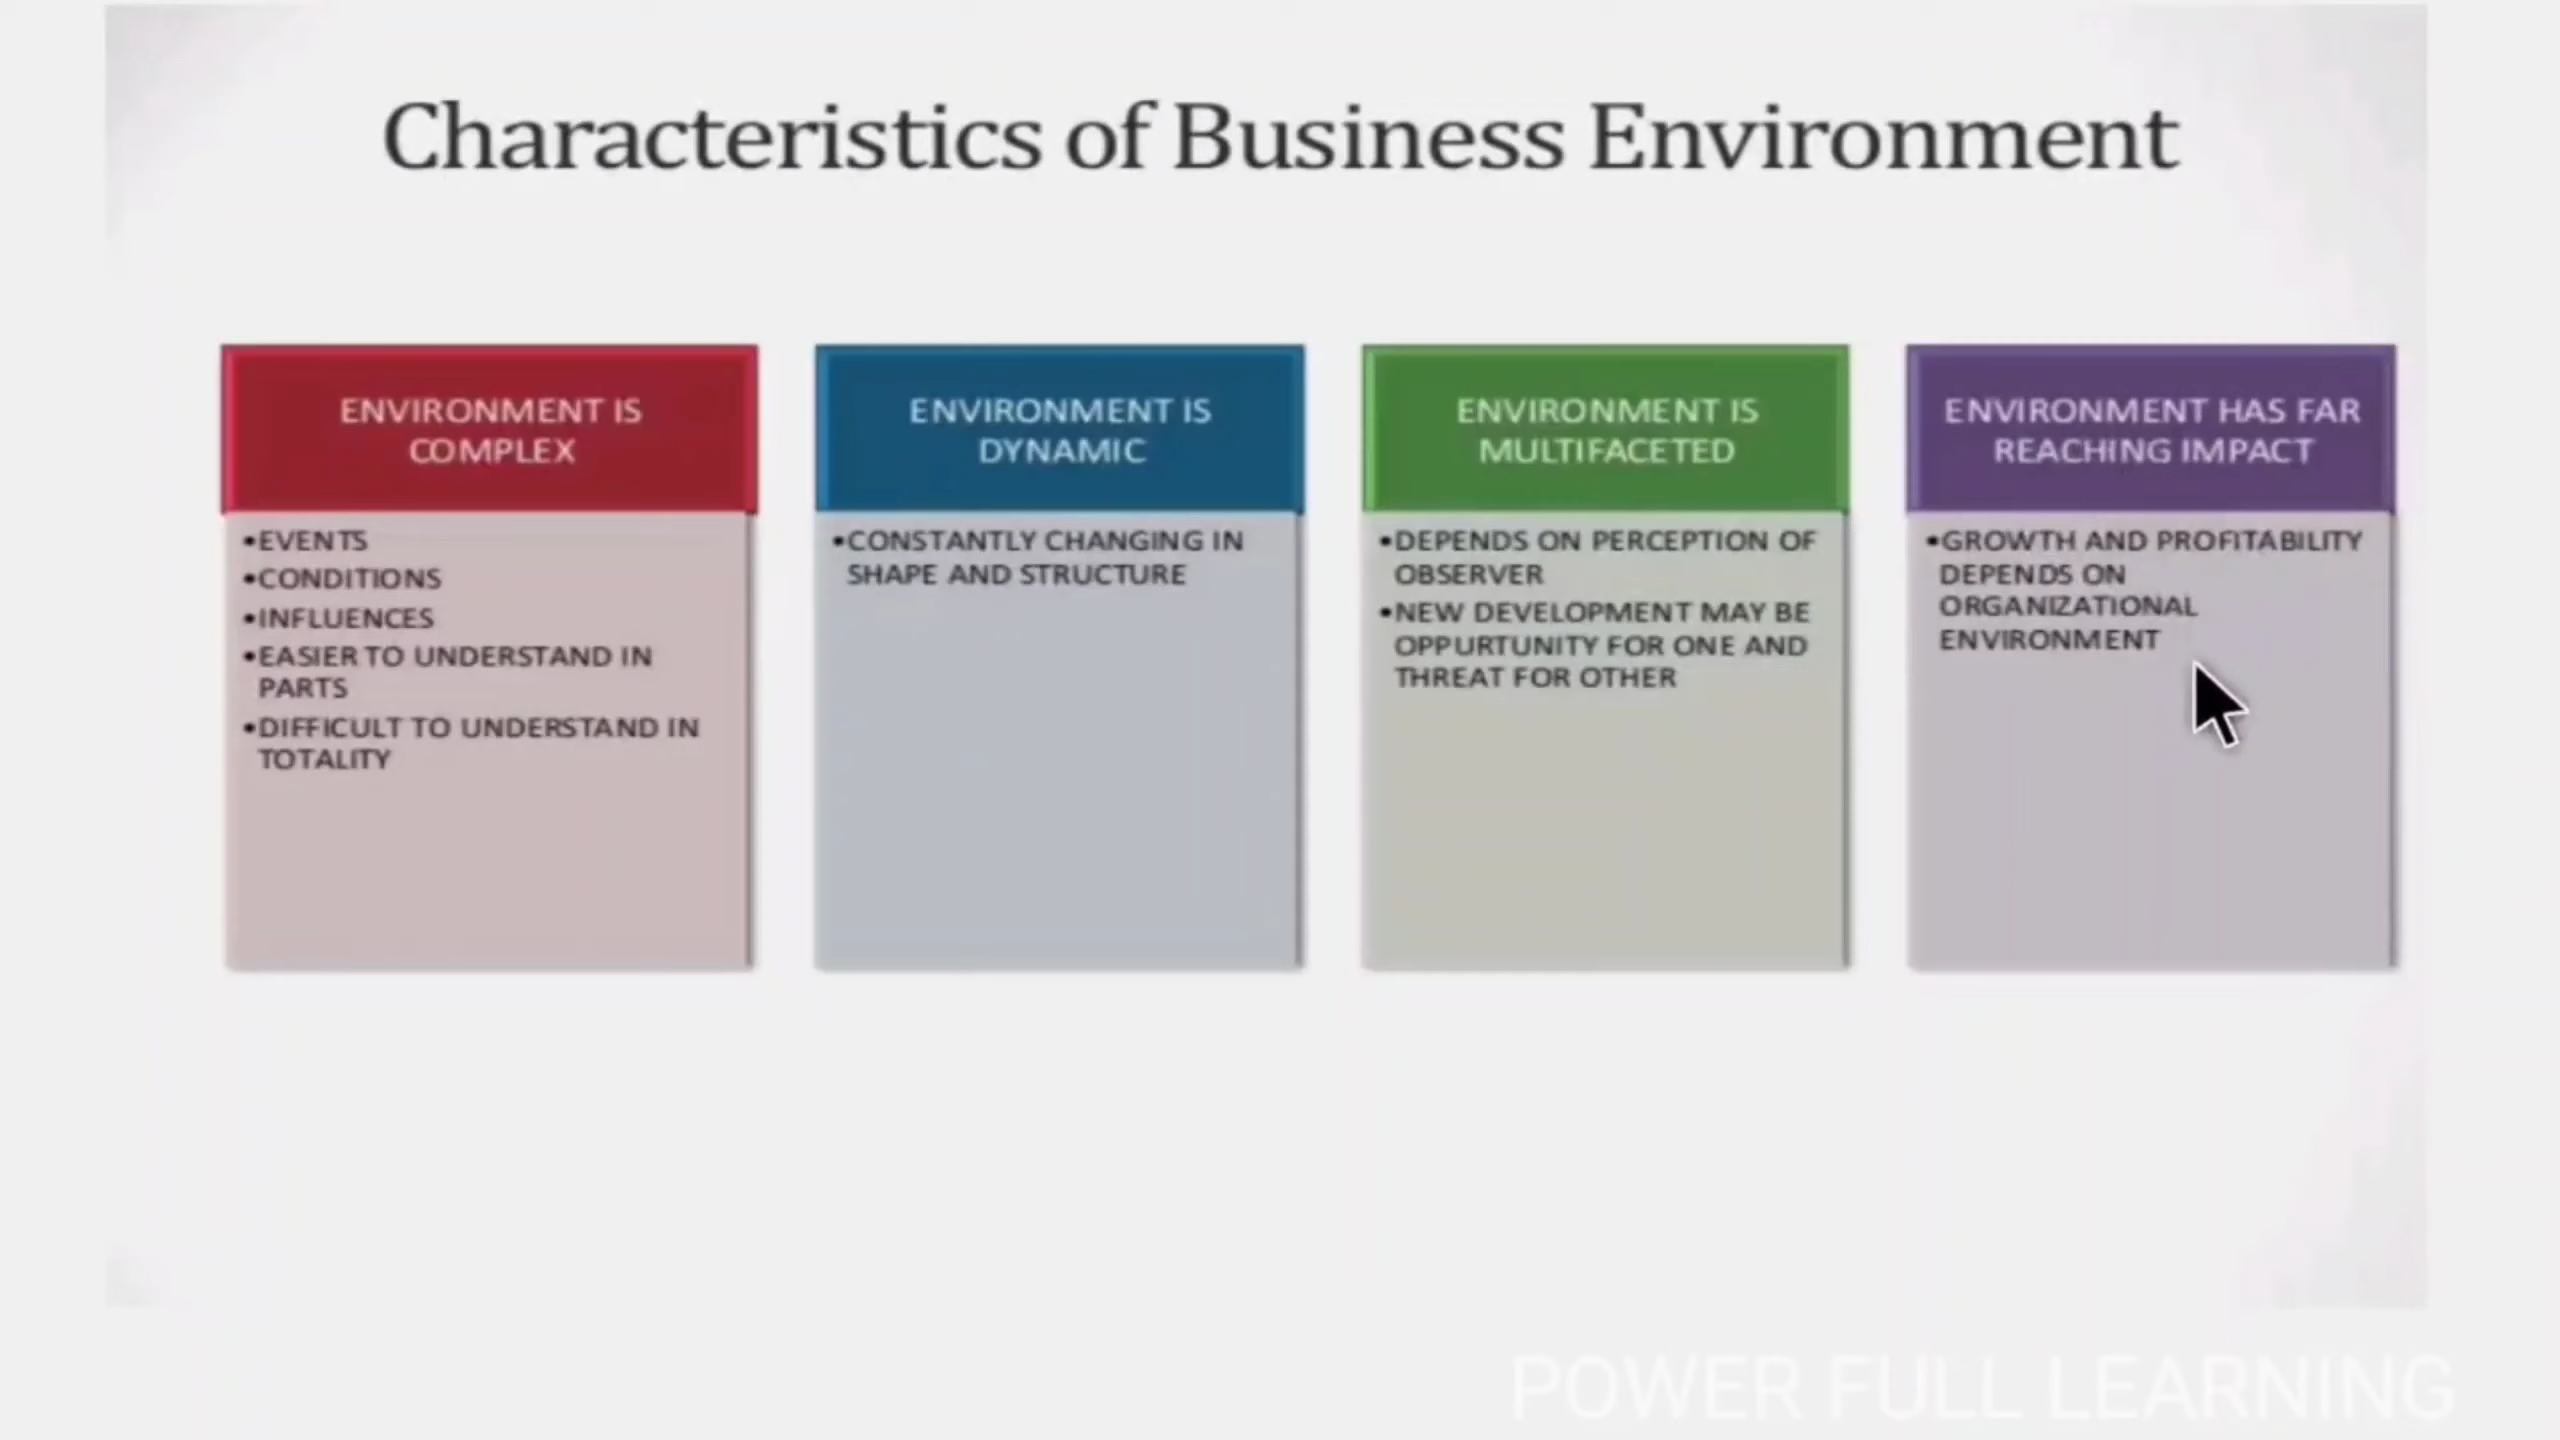 Characteristics of Business Environment
ENVIRONMENT IS
COMPLEX
•EVENTS
•CONDITIONS
•INFLUENCES
•EASIER TO UNDERSTAND IN
PARTS
•DIFFICULT TO UNDERSTAND IN
TOTALITY
ENVIRONMENT IS
DYNAMIC
•CONSTANTLY CHANGING IN
SHAPE AND STRUCTURE
ENVIRONMENT IS
MULTIFACETED
•DEPENDS ON PERCEPTION OF
OBSERVER
•NEW DEVELOPMENT MAY BE
OPPURTUNITY FOR ONE AND
THREAT FOR OTHER
ENVIRONMENT HAS FAR
REACHING IMPACT
•GROWTH AND PROFITABILITY
DEPENDS ON
ORGANIZATIONAL
ENVIRONMENT
POWER FULL LEARNING